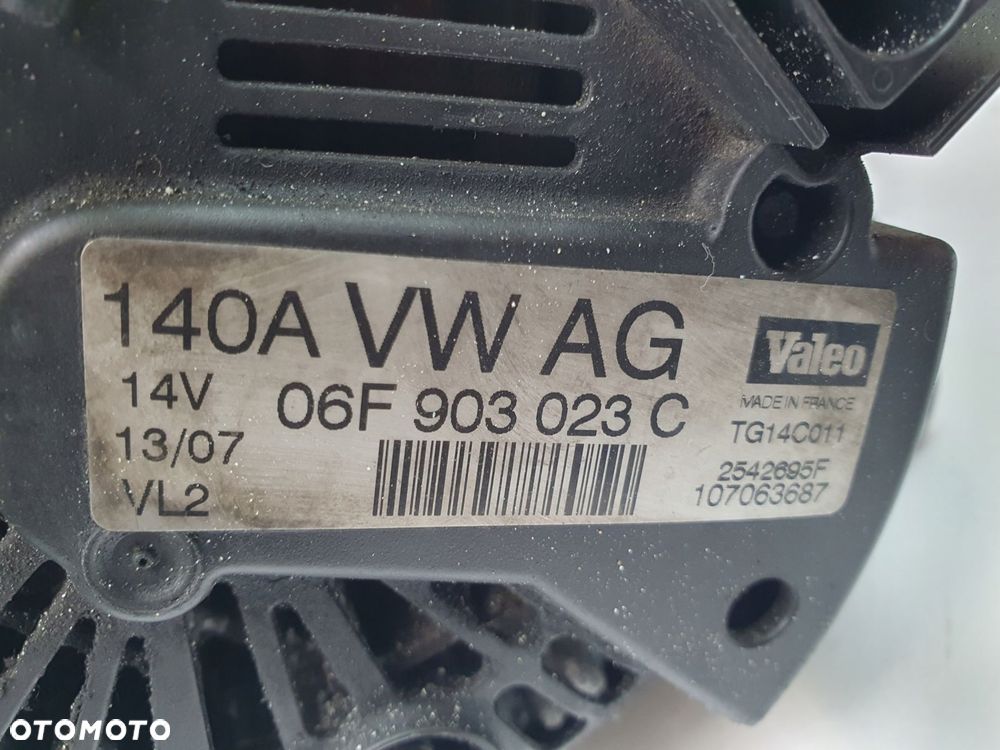 140A VW AG
14V
06F 903 023 C
13/07
VL2
Valeo
MADE IN FRANCE
TG14C011
2542695F
107063687
OTOMOTO